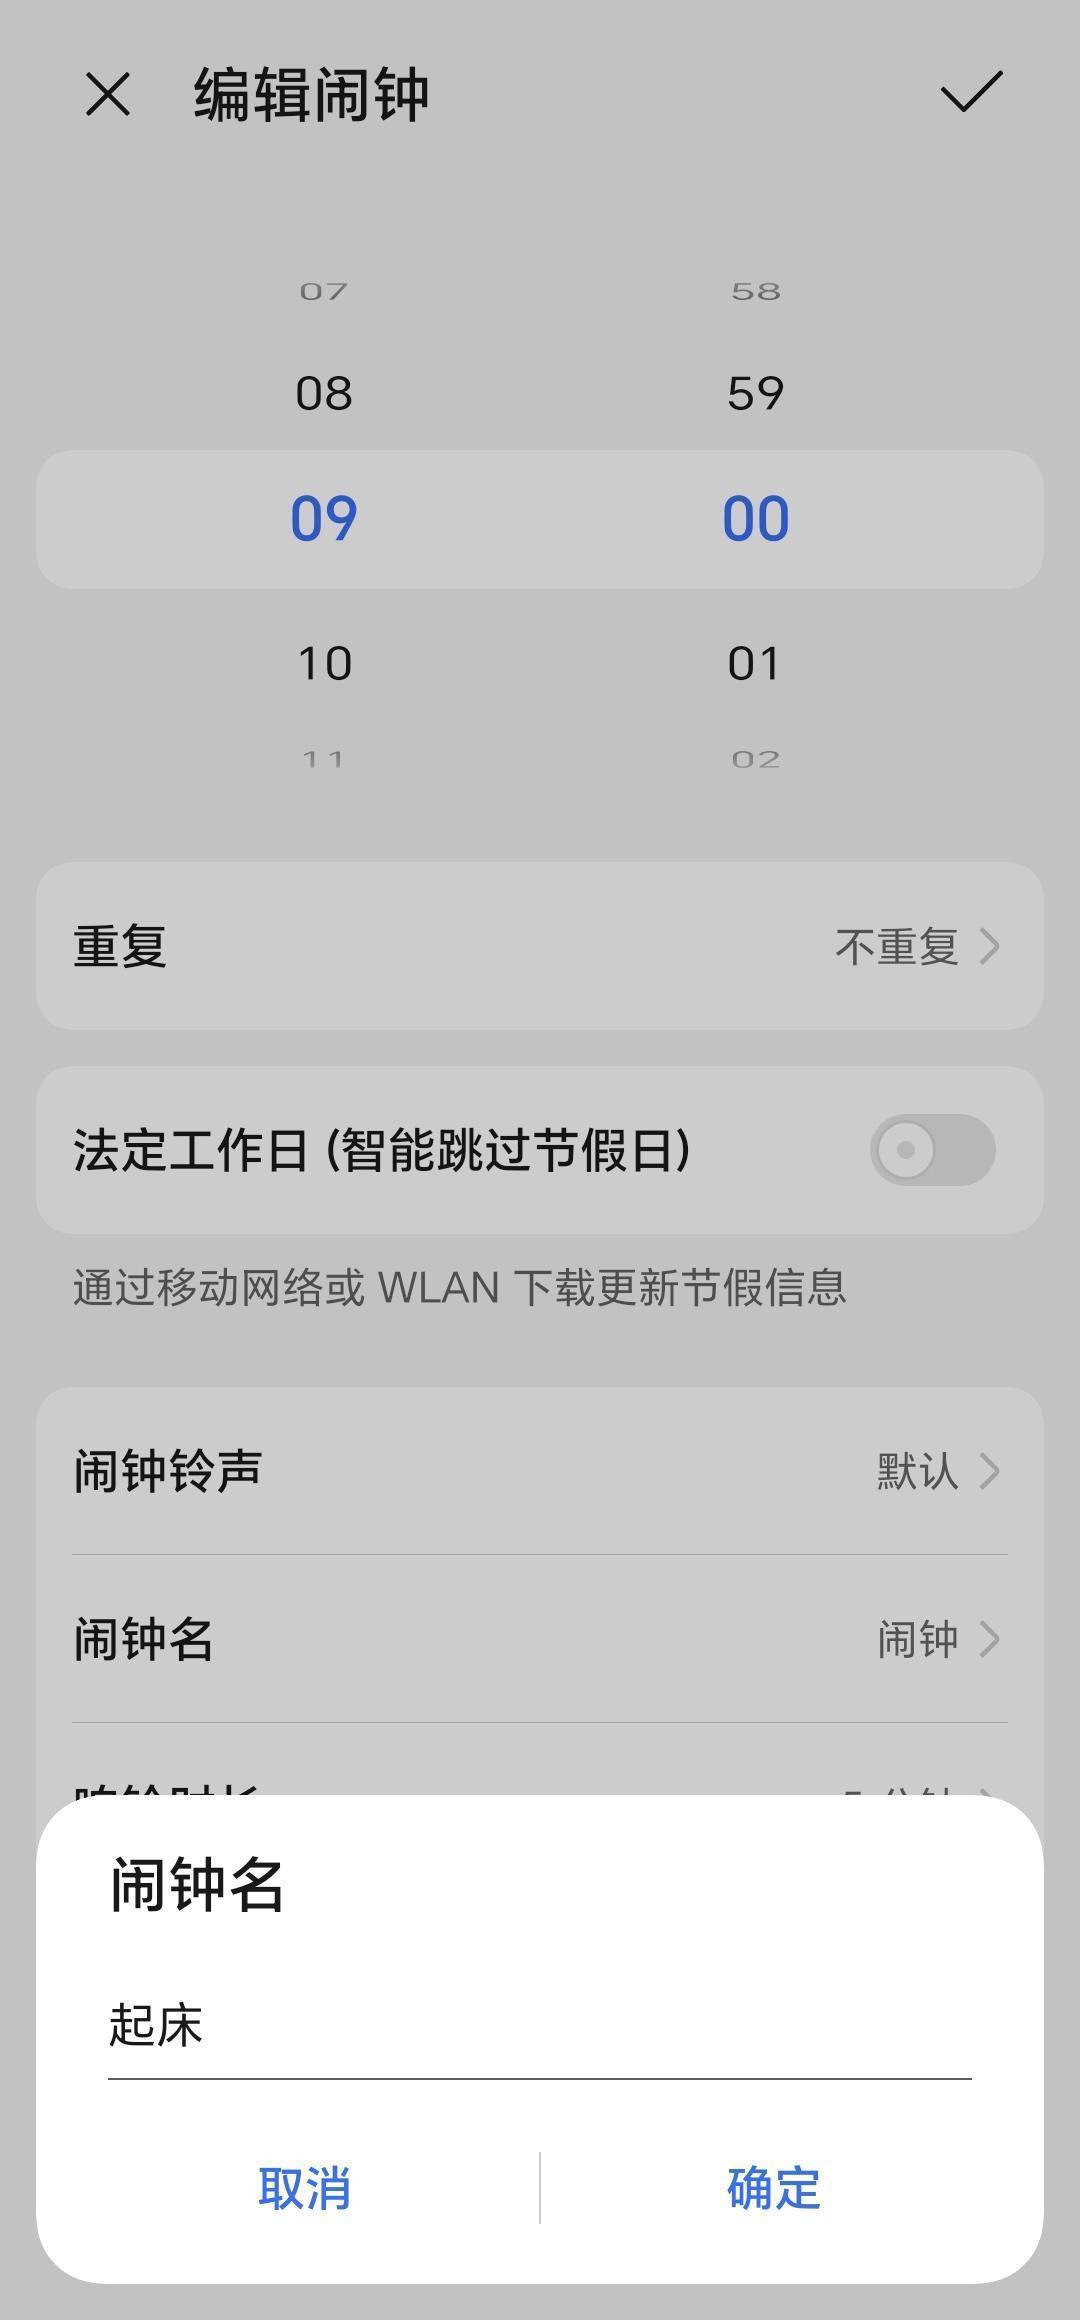 编辑闹钟
07 58
08 59
09 00
10 01
11 02
重复 不重复
法定工作日 (智能跳过节假日)
通过移动网络或 WLAN 下载更新节假信息
闹钟铃声 默认
闹钟名 闹钟
闹钟名
起床
取消 确定